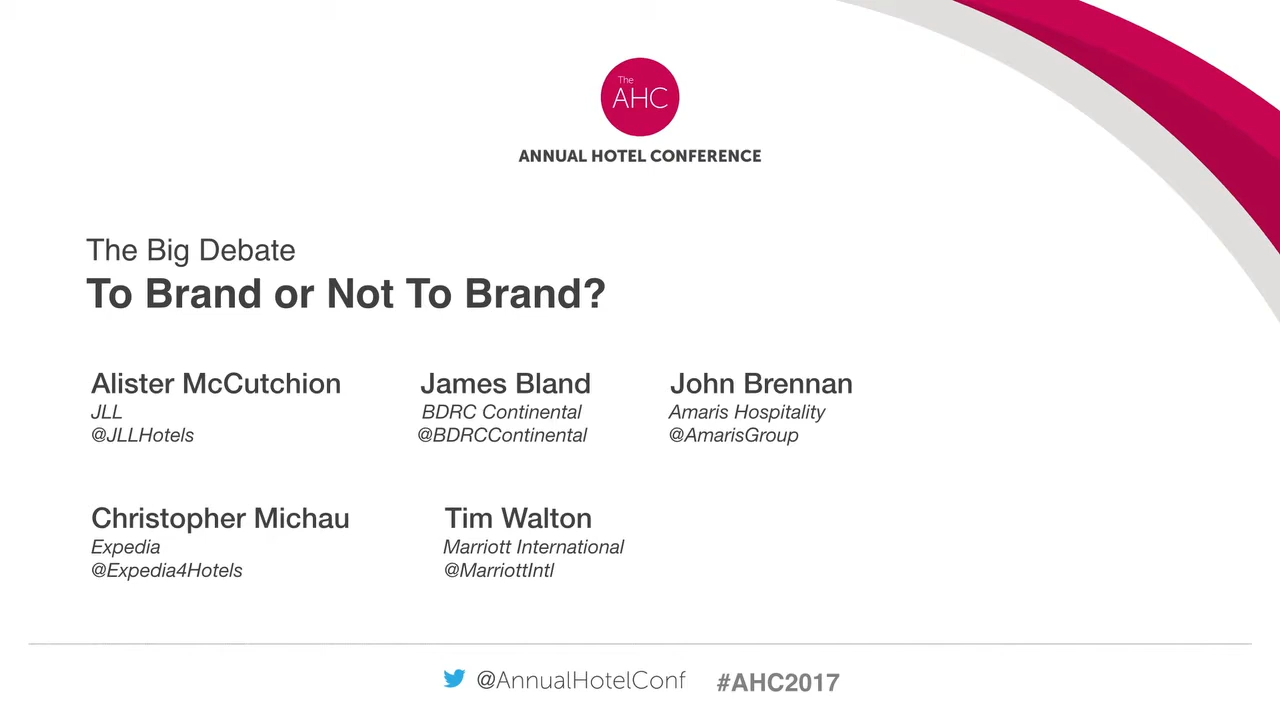 The
AHC
ANNUAL HOTEL CONFERENCE
The Big Debate
To Brand or Not To Brand?
Alister McCutchion
JLL
@JLLHotels
James Bland
BDRC Continental
@BDRCContinental
John Brennan
Amaris Hospitality
@AmarisGroup
Christopher Michau
Expedia
@Expedia4Hotels
Tim Walton
Marriott International
@MarriottIntl
@AnnualHotelConf #AHC2017